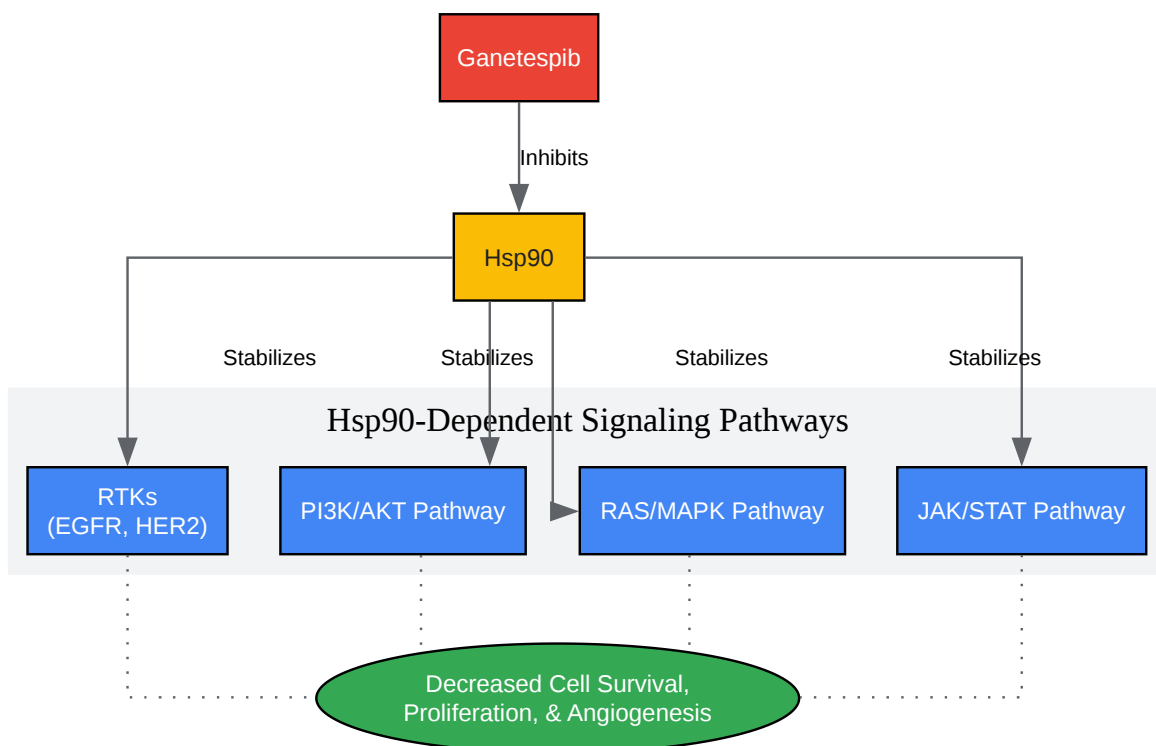 Ganetespib
Inhibits
Hsp90
Stabilizes
Stabilizes
Stabilizes
Stabilizes
Hsp90-Dependent Signaling Pathways
RTKs
(EGFR, HER2)
PI3K/AKT Pathway
RAS/MAPK Pathway
JAK/STAT Pathway
Decreased Cell Survival,
Proliferation, & Angiogenesis